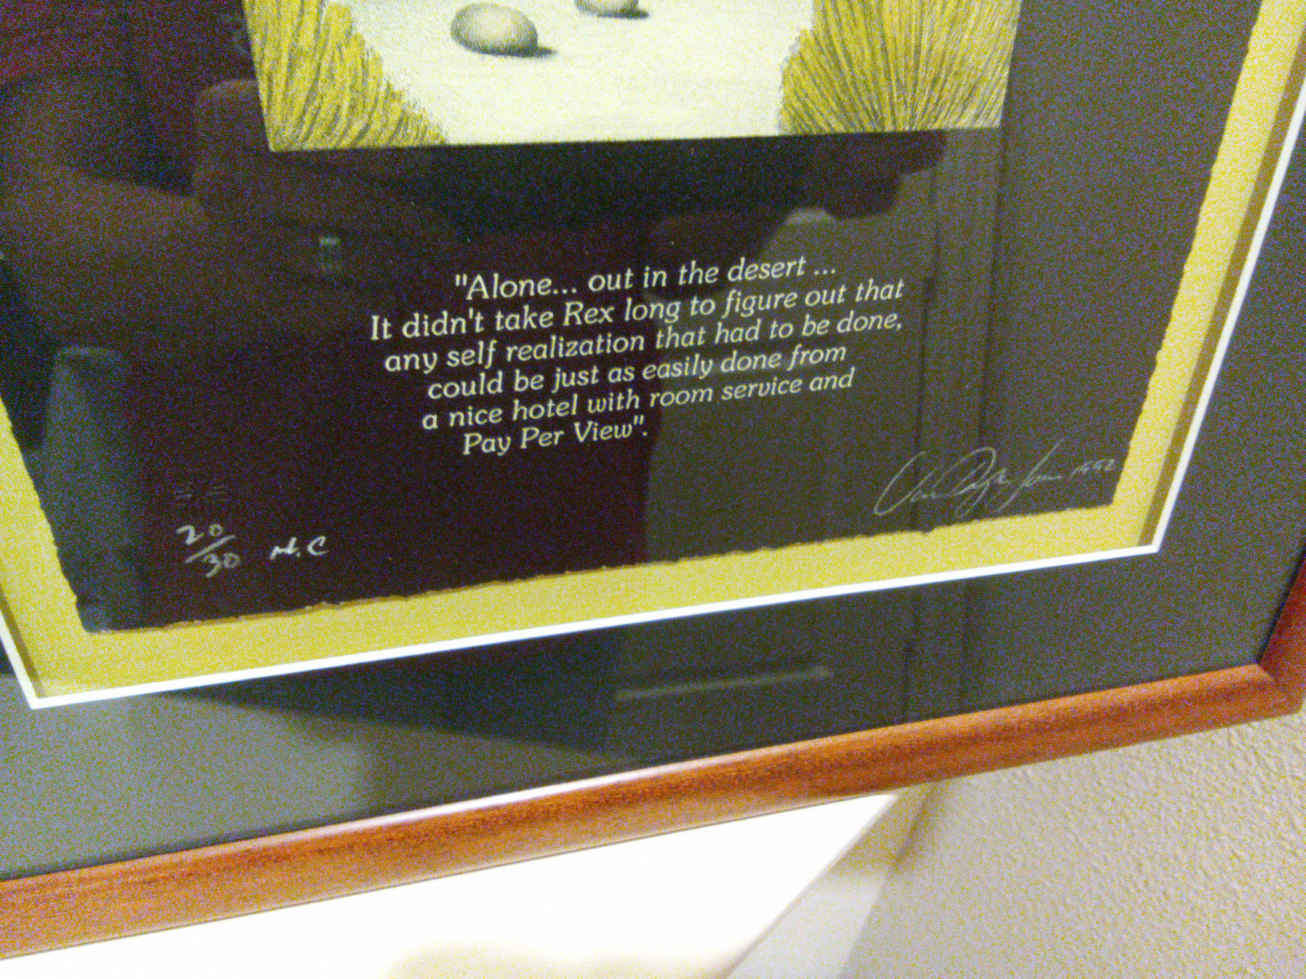 "Alone... out in the desert ...
It didn't take Rex long to figure out that
any self realization that had to be done,
could be just as easily done from
a nice hotel with room service and
Pay Per View".
20/30 H.C
1992